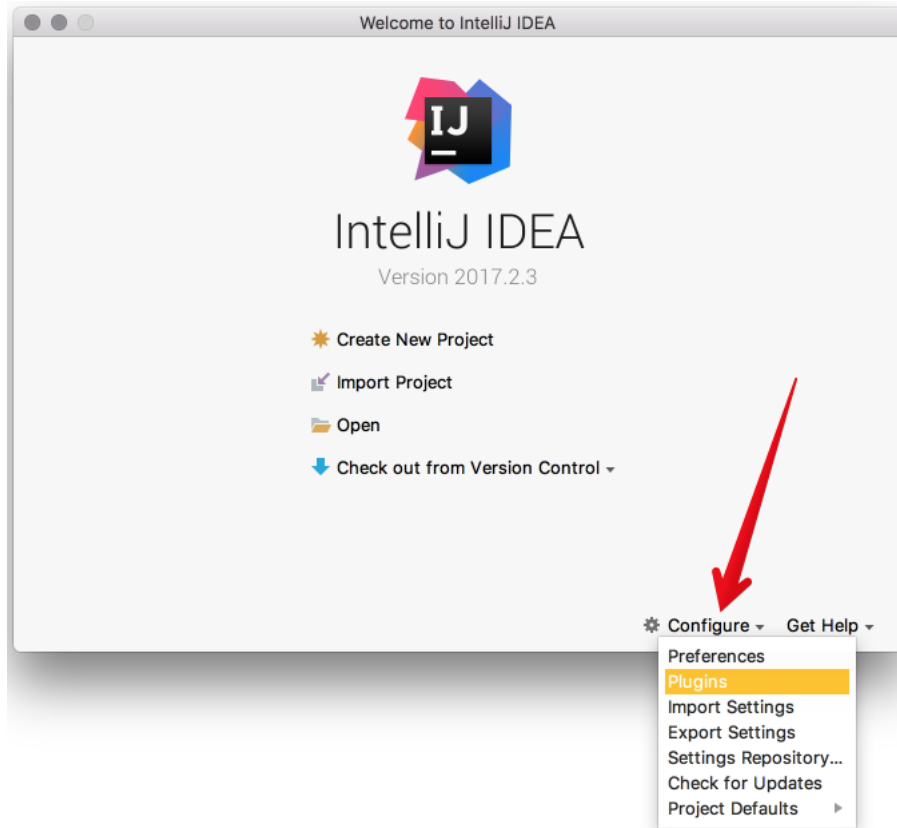 Welcome to IntelliJ IDEA
IJ
IntelliJ IDEA
Version 2017.2.3
Create New Project
Import Project
Open
Check out from Version Control
Configure Get Help
Preferences
Plugins
Import Settings
Export Settings
Settings Repository...
Check for Updates
Project Defaults